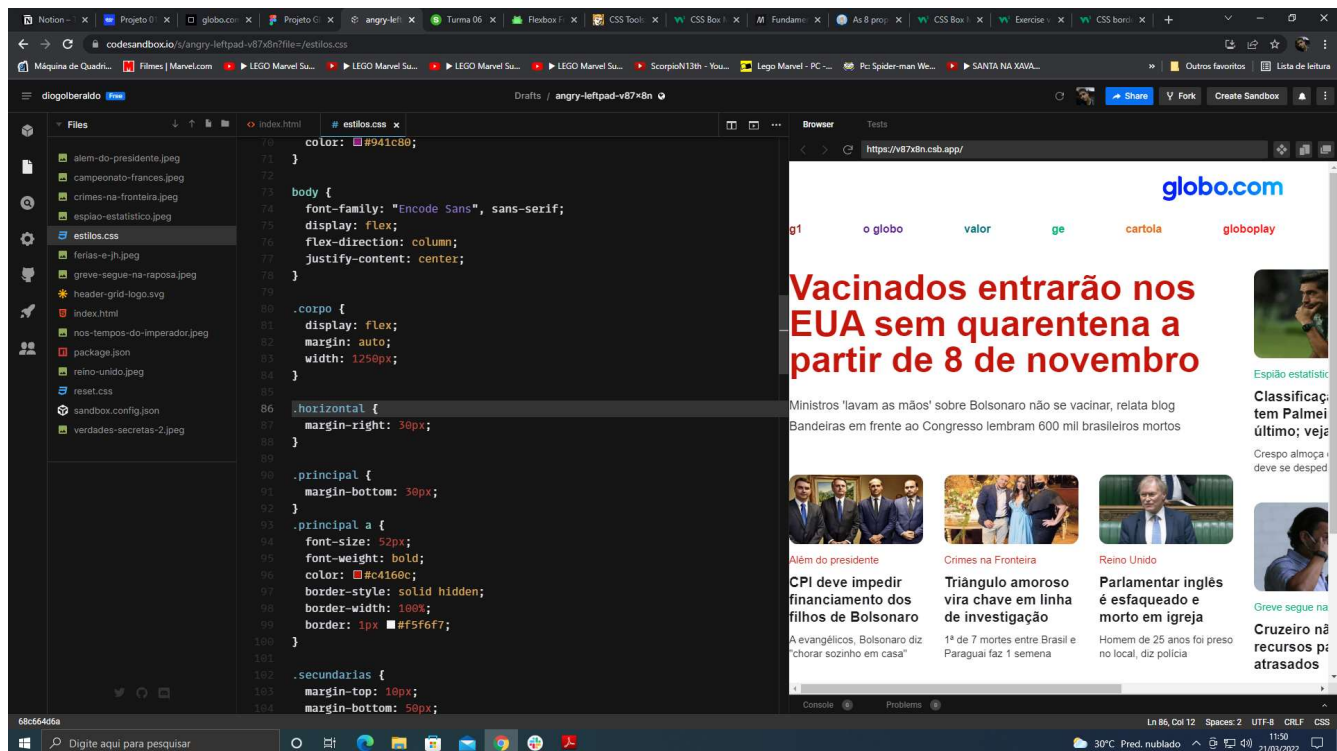 Notion –
Projeto 01
globo.com
Projeto G
angry-left
Turma 06
Flexbox F
CSS Tools
CSS Box M
Fundame
As 8 prop
CSS Box M
Exercise v
CSS bord
codesandbox.io/s/angry-leftpad-v87x8n?file=/estilos.css
Máquina de Quadri...
Filmes | Marvel.com
▶ LEGO Marvel Su...
▶ LEGO Marvel Su...
▶ LEGO Marvel Su...
▶ LEGO Marvel Su...
ScorpioN13th - You...
Lego Marvel - PC -...
Pc: Spider-man We...
▶ SANTA NA XAVA...
»
Outros favoritos
Lista de leitura
diogolberaldo Free
Drafts / angry-leftpad-v87x8n
Share
Fork
Create Sandbox
Files
alem-do-presidente.jpeg
campeonato-frances.jpeg
crimes-na-fronteira.jpeg
espiao-estatistico.jpeg
estilos.css
ferias-e-jh.jpeg
greve-segue-na-raposa.jpeg
header-grid-logo.svg
index.html
nos-tempos-do-imperador.jpeg
package.json
reino-unido.jpeg
reset.css
sandbox.config.json
verdades-secretas-2.jpeg
index.html
# estilos.css x
70 color: #941c80;
71 }
72
73 body {
74 font-family: "Encode Sans", sans-serif;
75 display: flex;
76 flex-direction: column;
77 justify-content: center;
78 }
79
80 .corpo {
81 display: flex;
82 margin: auto;
83 width: 1250px;
84 }
85
86 .horizontal {
87 margin-right: 30px;
88 }
89
90 .principal {
91 margin-bottom: 30px;
92 }
93 .principal a {
94 font-size: 52px;
95 font-weight: bold;
96 color: #c4160c;
97 border-style: solid hidden;
98 border-width: 100%;
99 border: 1px #f5f6f7;
100 }
101
102 .secundarias {
103 margin-top: 10px;
104 margin-bottom: 50px;
Browser
Tests
https://v87x8n.csb.app/
globo.com
g1
o globo
valor
ge
cartola
globoplay
Vacinados entrarão nos
EUA sem quarentena a
partir de 8 de novembro
Ministros 'lavam as mãos' sobre Bolsonaro não se vacinar, relata blog
Bandeiras em frente ao Congresso lembram 600 mil brasileiros mortos
Além do presidente
CPI deve impedir
financiamento dos
filhos de Bolsonaro
A evangélicos, Bolsonaro diz
"chorar sozinho em casa"
Crimes na Fronteira
Triângulo amoroso
vira chave em linha
de investigação
1ª de 7 mortes entre Brasil e
Paraguai faz 1 semena
Reino Unido
Parlamentar inglês
é esfaqueado e
morto em igreja
Homem de 25 anos foi preso
no local, diz polícia
Espião estatístic
Classificaç
tem Palmei
último; veja
Crespo almoça
deve se desped
Greve segue na
Cruzeiro nã
recursos pa
atrasados
Console 0
Problems 0
68c664d6a
Ln 86, Col 12 Spaces: 2 UTF-8 CRLF CSS
Digite aqui para pesquisar
30°C Pred. nublado
11:50
21/03/2022